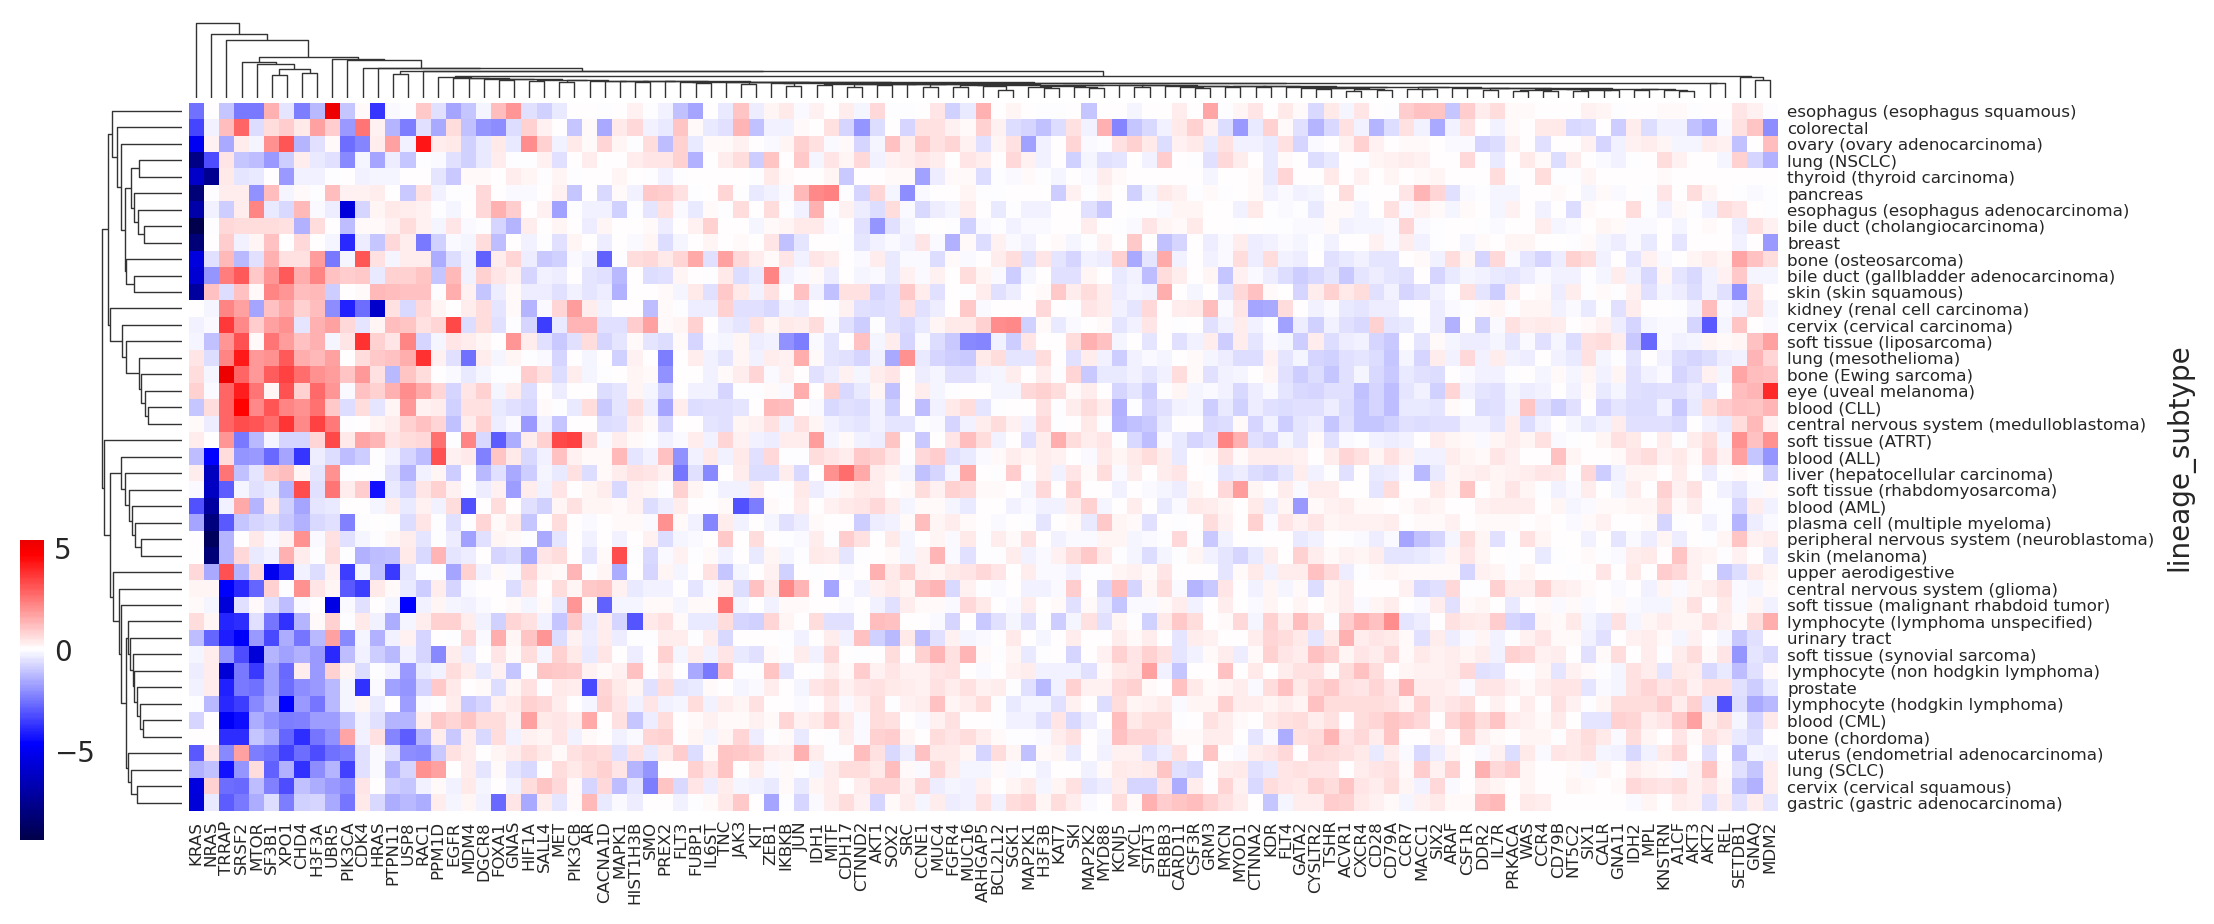 esophagus (esophagus squamous)
colorectal
ovary (ovary adenocarcinoma)
lung (NSCLC)
thyroid (thyroid carcinoma)
pancreas
esophagus (esophagus adenocarcinoma)
bile duct (cholangiocarcinoma)
breast
bone (osteosarcoma)
bile duct (gallbladder adenocarcinoma)
skin (skin squamous)
kidney (renal cell carcinoma)
cervix (cervical carcinoma)
soft tissue (liposarcoma)
lung (mesothelioma)
bone (Ewing sarcoma)
eye (uveal melanoma)
blood (CLL)
central nervous system (medulloblastoma)
soft tissue (ATRT)
blood (ALL)
liver (hepatocellular carcinoma)
soft tissue (rhabdomyosarcoma)
blood (AML)
plasma cell (multiple myeloma)
peripheral nervous system (neuroblastoma)
skin (melanoma)
upper aerodigestive
central nervous system (glioma)
soft tissue (malignant rhabdoid tumor)
lymphocyte (lymphoma unspecified)
urinary tract
soft tissue (synovial sarcoma)
lymphocyte (non hodgkin lymphoma)
prostate
lymphocyte (hodgkin lymphoma)
blood (CML)
bone (chordoma)
uterus (endometrial adenocarcinoma)
lung (SCLC)
cervix (cervical squamous)
gastric (gastric adenocarcinoma)
lineage_subtype
5
0
−5
KRAS
NRAS
TRRAP
SRSF2
MTOR
SF3B1
XPO1
CHD4
H3F3A
UBR5
PIK3CA
CDK4
HRAS
PTPN11
USP8
RAC1
PPM1D
EGFR
MDM4
DGCR8
FOXA1
GNAS
HIF1A
SALL4
MET
PIK3CB
AR
CACNA1D
MAPK1
HIST1H3B
SMO
PREX2
FLT3
FUBP1
IL6ST
TNC
JAK3
KIT
ZEB1
IKBKB
JUN
IDH1
MITF
CDH17
CTNND2
AKT1
SOX2
SRC
CCNE1
MUC4
FGFR4
MUC16
ARHGAP5
BCL2L12
SGK1
MAP2K1
H3F3B
KAT7
SKI
MAP2K2
MYD88
KCNJ5
MYCL
STAT3
ERBB3
CARD11
CSF3R
GRM3
MYCN
MYOD1
CTNNA2
KDR
FLT4
GATA2
CYSLTR2
TSHR
ACVR1
CXCR4
CD28
CD79A
CCR7
MACC1
SIX2
ARAF
CSF1R
DDR2
IL7R
PRKACA
WAS
CCR4
CD79B
NT5C2
SIX1
CALR
GNA11
IDH2
MPL
KNSTRN
A1CF
AKT3
AKT2
REL
SETDB1
GNAQ
MDM2